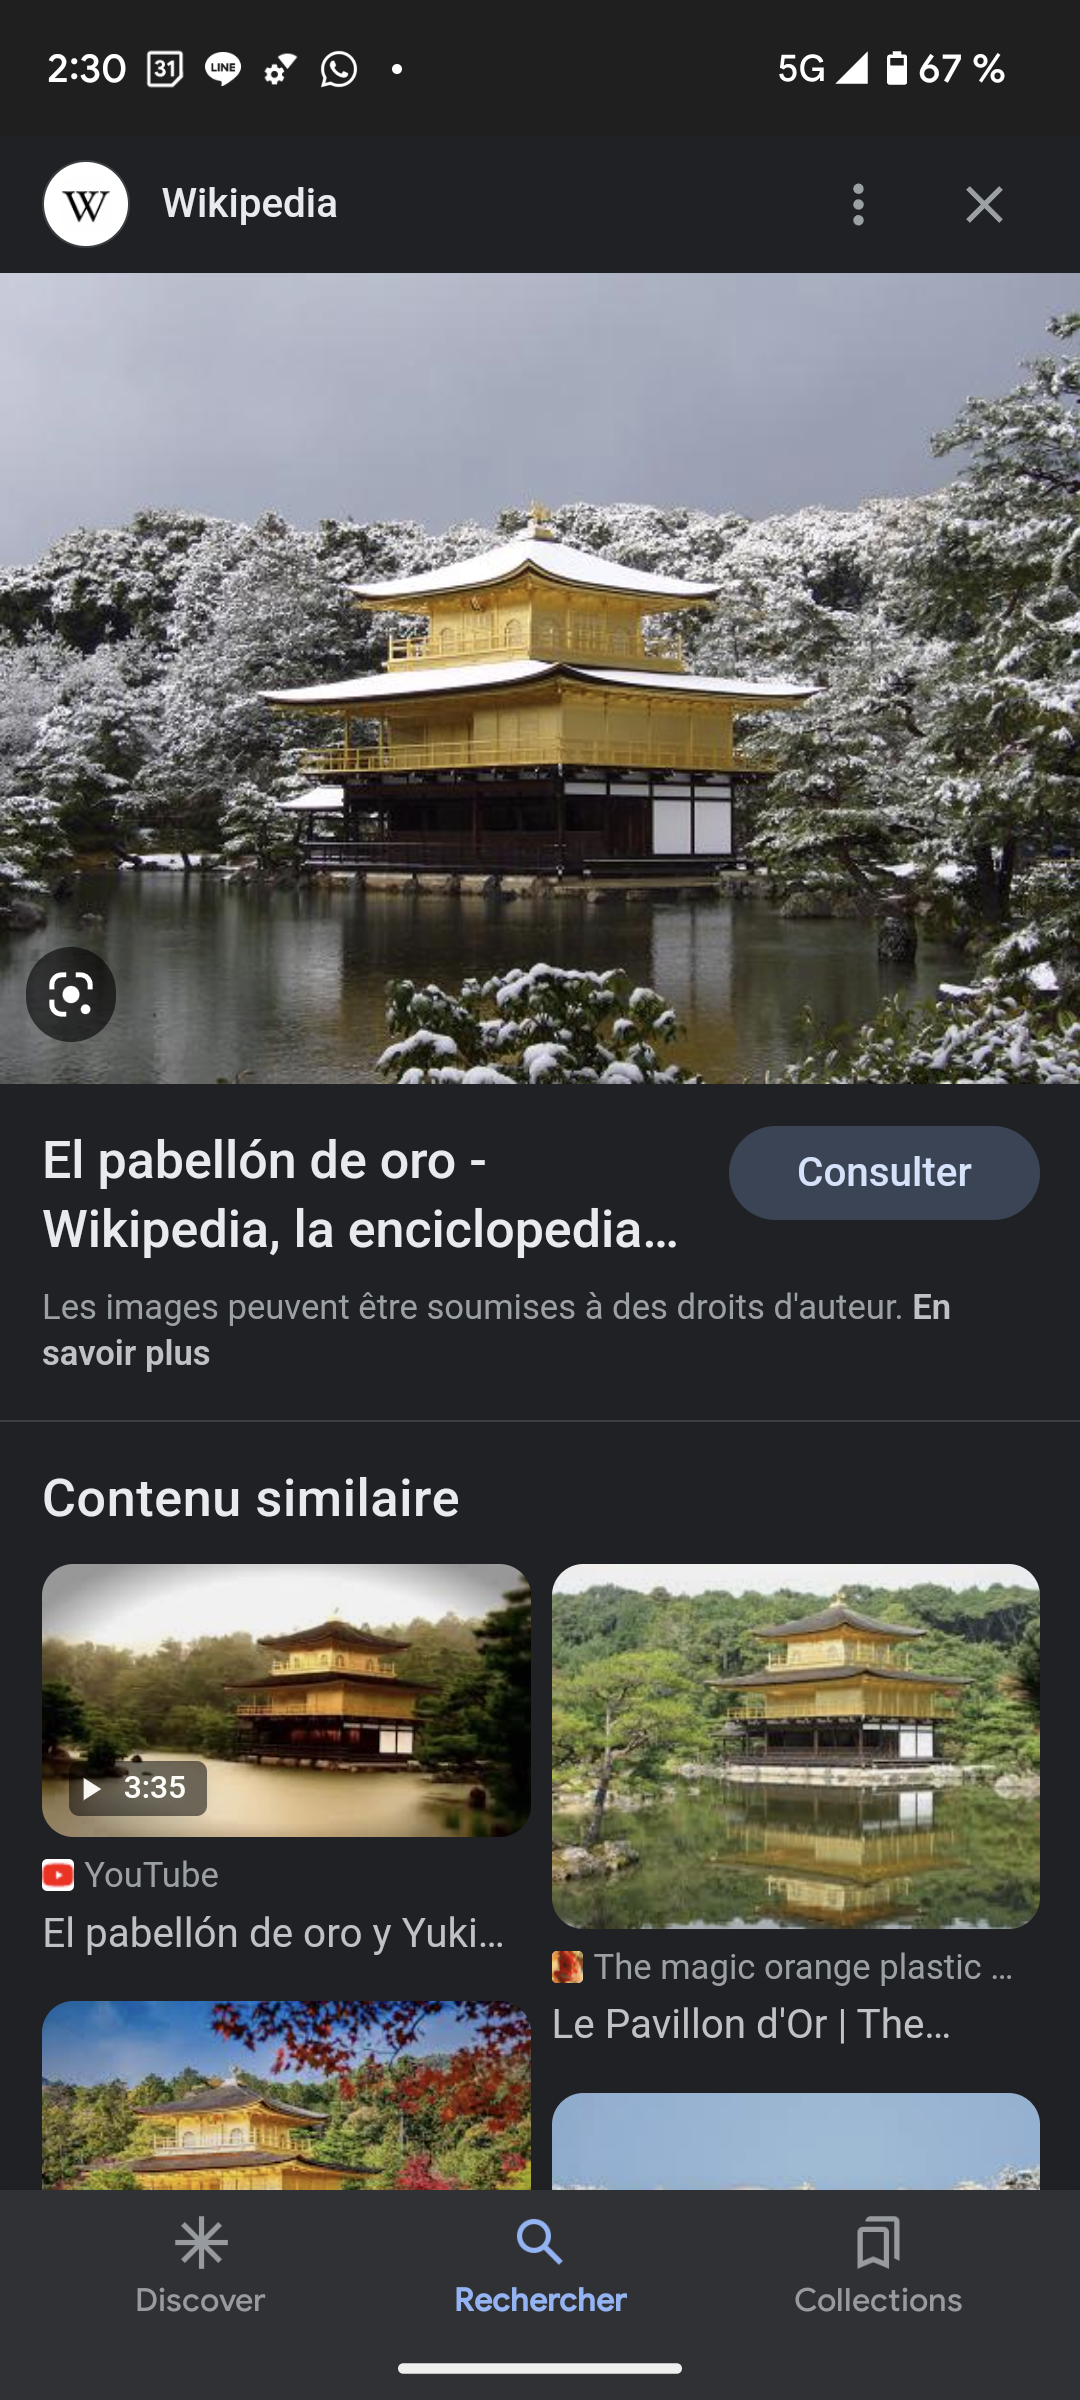 2:30 31 LINE 5G 67 %
W Wikipedia
El pabellón de oro -
Wikipedia, la enciclopedia...
Consulter
Les images peuvent être soumises à des droits d'auteur. En
savoir plus
Contenu similaire
3:35
YouTube
El pabellón de oro y Yuki...
The magic orange plastic ...
Le Pavillon d'Or | The...
Discover
Rechercher
Collections